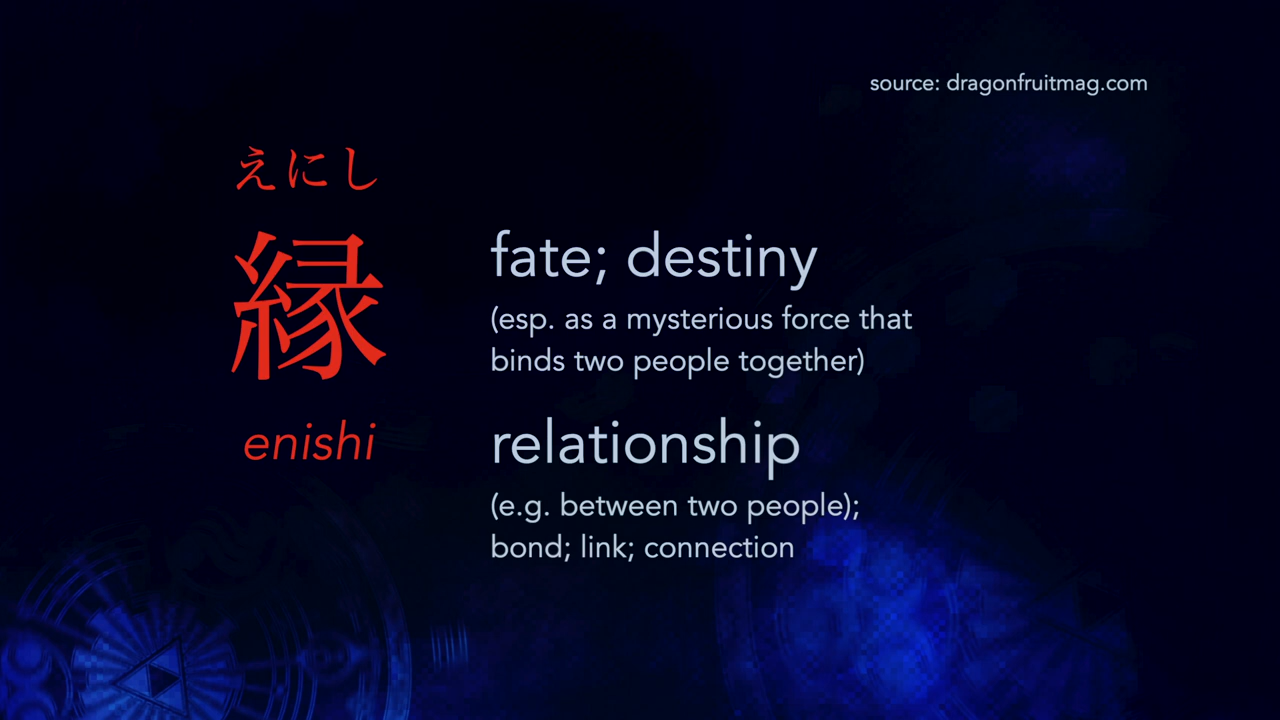 source: dragonfruitmag.com
えにし
縁
enishi
fate; destiny
(esp. as a mysterious force that
binds two people together)
relationship
(e.g. between two people);
bond; link; connection